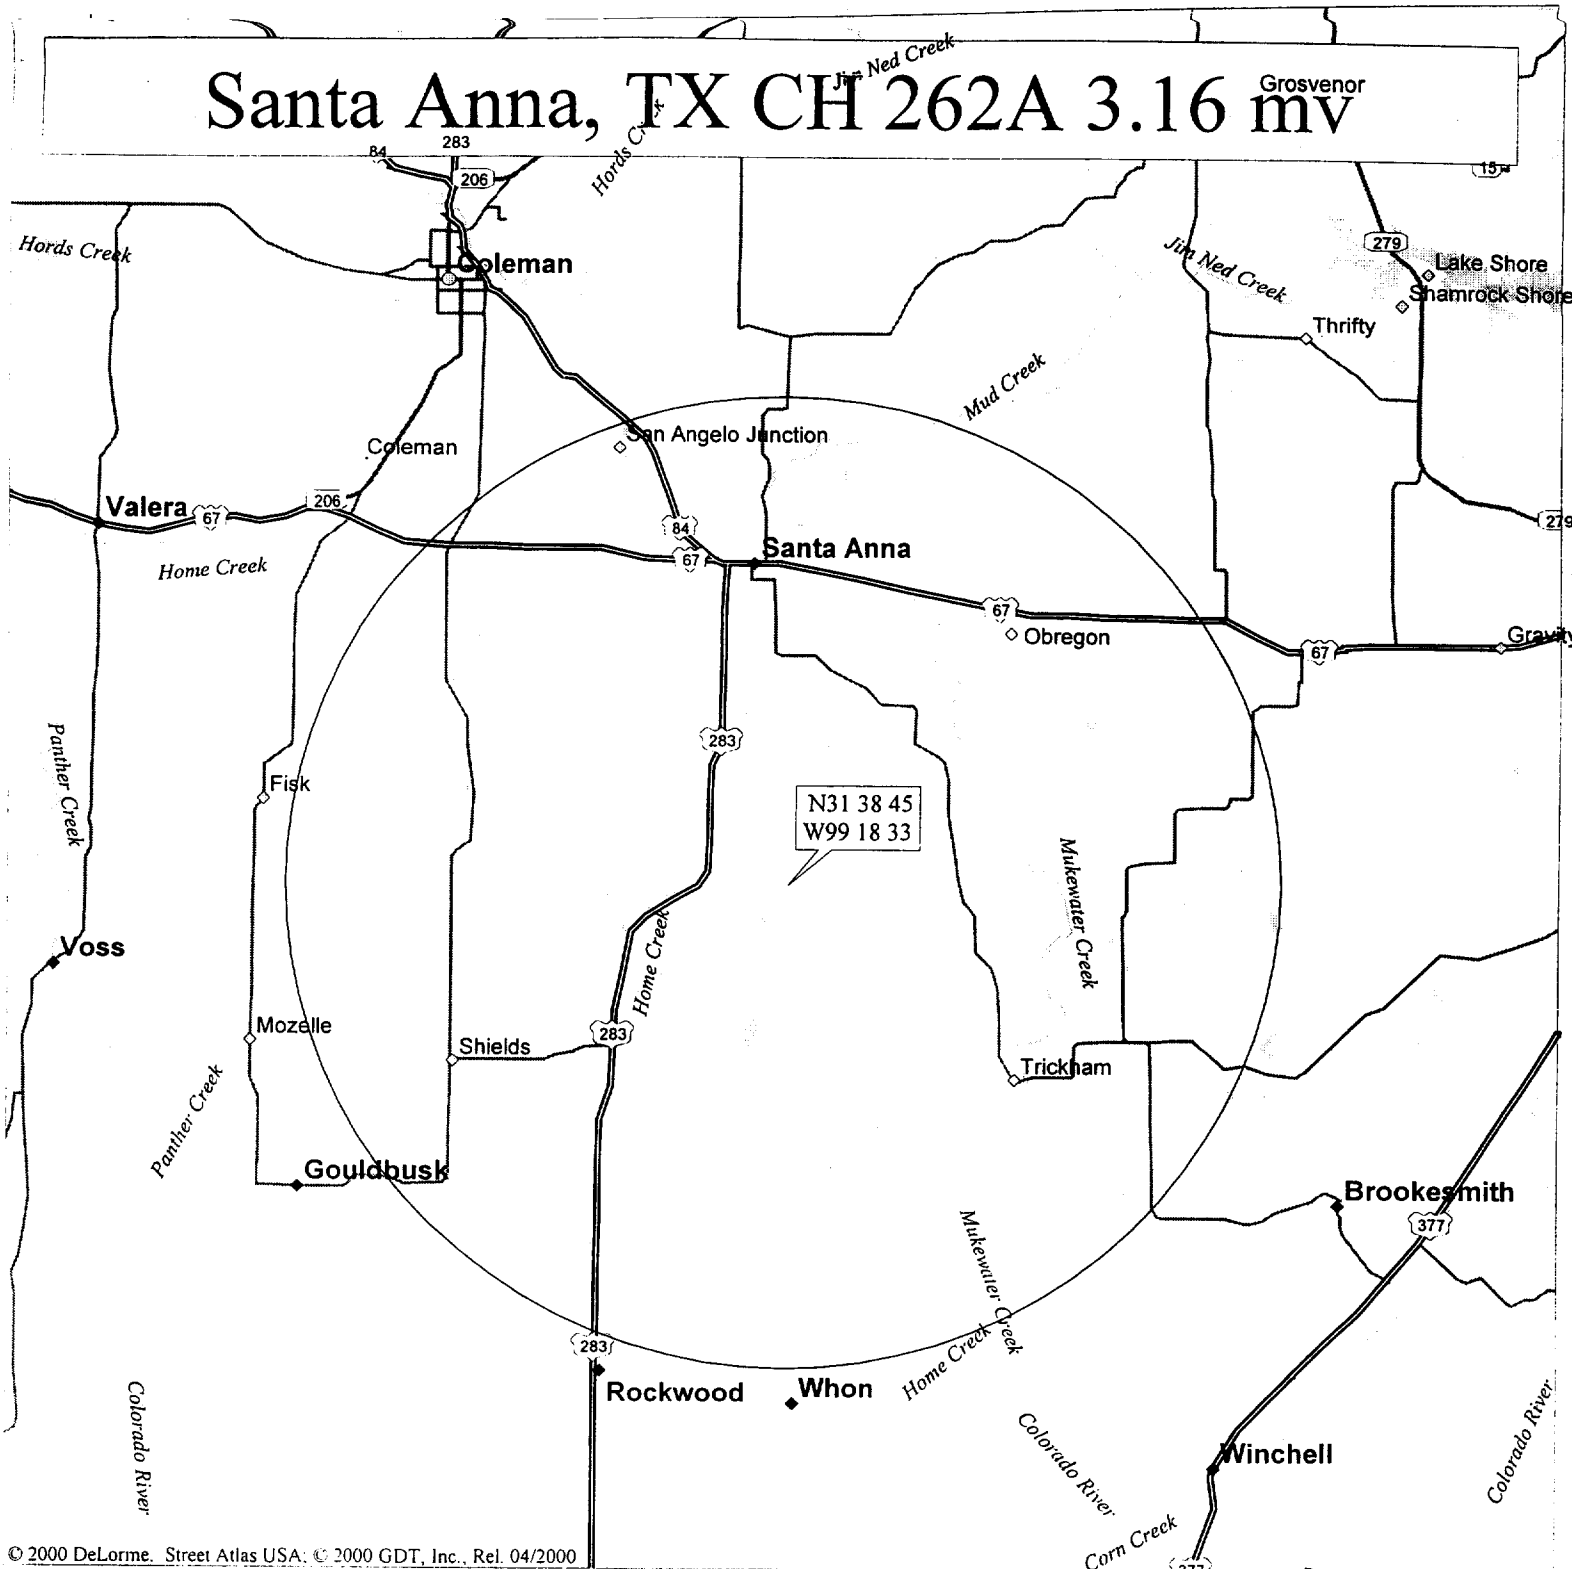 Jim Ned Creek
Grosvenor
Santa Anna, TX CH 262A 3.16 mv
Hords Creek
84
283
206
15
Hords Creek
Coleman
Jim Ned Creek
279
Lake Shore
Shamrock Shore
Thrifty
Mud Creek
San Angelo Junction
Coleman
Valera
67
206
84
279
Santa Anna
67
Home Creek
67
Obregon
67
Gravity
Panther Creek
283
Fisk
N31 38 45
W99 18 33
Mukewater Creek
Voss
Home Creek
Mozelle
283
Shields
Trickham
Panther Creek
Gouldbusk
Brookesmith
377
Mukewater Creek
283
Home Creek
Rockwood
Whon
Colorado River
Colorado River
Winchell
Colorado River
Corn Creek
377
© 2000 DeLorme. Street Atlas USA; © 2000 GDT, Inc., Rel. 04/2000